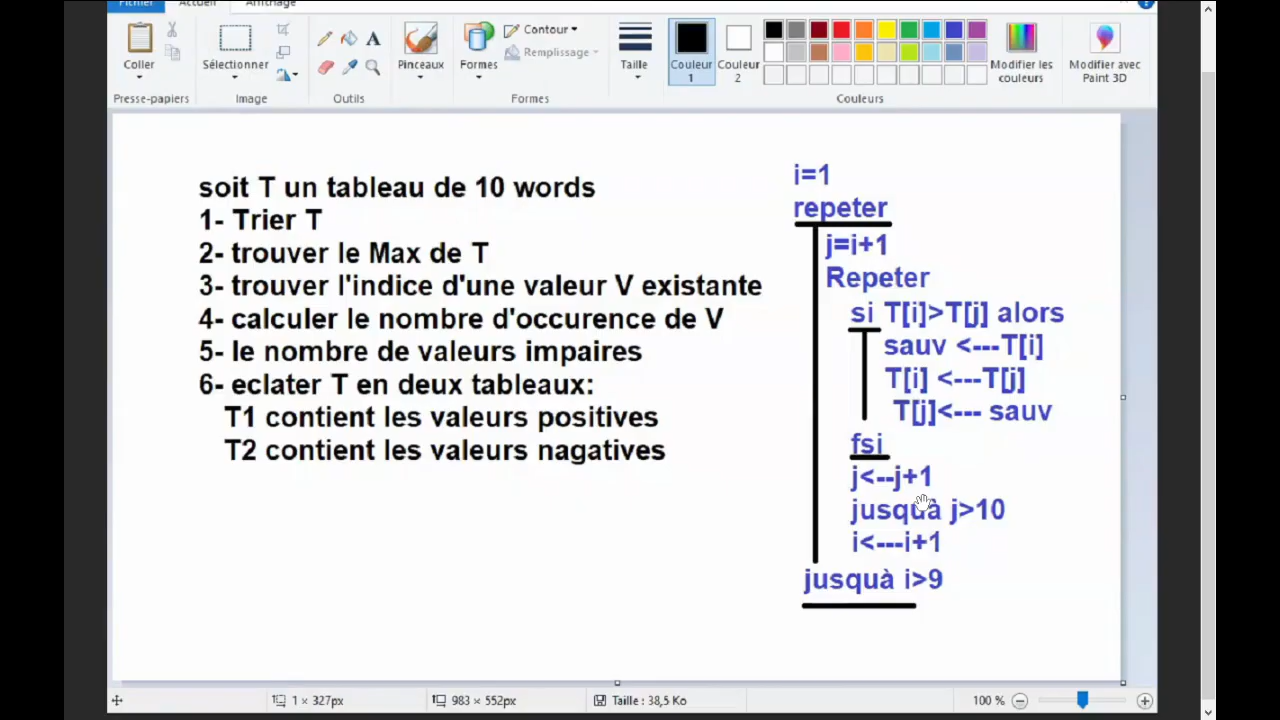 Fichier Accueil Affichage
Coller
Sélectionner
Pinceaux
Formes
Contour
Remplissage
Taille
Couleur 1
Couleur 2
Modifier les couleurs
Modifier avec Paint 3D
Presse-papiers
Image
Outils
Formes
Couleurs
soit T un tableau de 10 words
1- Trier T
2- trouver le Max de T
3- trouver l'indice d'une valeur V existante
4- calculer le nombre d'occurence de V
5- le nombre de valeurs impaires
6- eclater T en deux tableaux:
T1 contient les valeurs positives
T2 contient les valeurs nagatives
i=1
repeter
j=i+1
Repeter
si T[i]>T[j] alors
sauv <---T[i]
T[i] <---T[j]
T[j]<--- sauv
fsi
j<--j+1
jusquà j>10
i<---i+1
jusquà i>9
1 × 327px
983 × 552px
Taille : 38,5 Ko
100 %